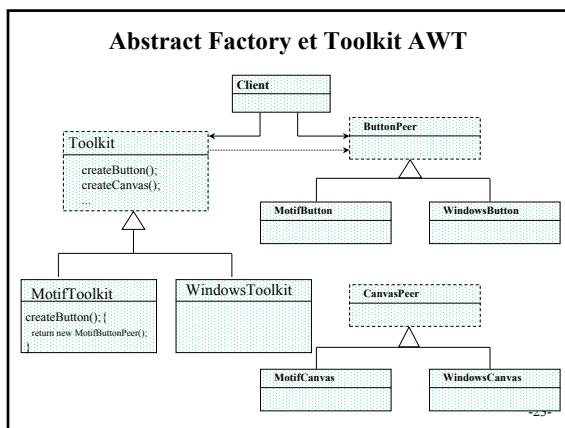 Abstract Factory et Toolkit AWT
Client
Toolkit
createButton();
createCanvas();
...
ButtonPeer
MotifButton
WindowsButton
MotifToolkit
createButton();{
return new MotifButtonPeer();
}
WindowsToolkit
CanvasPeer
MotifCanvas
WindowsCanvas